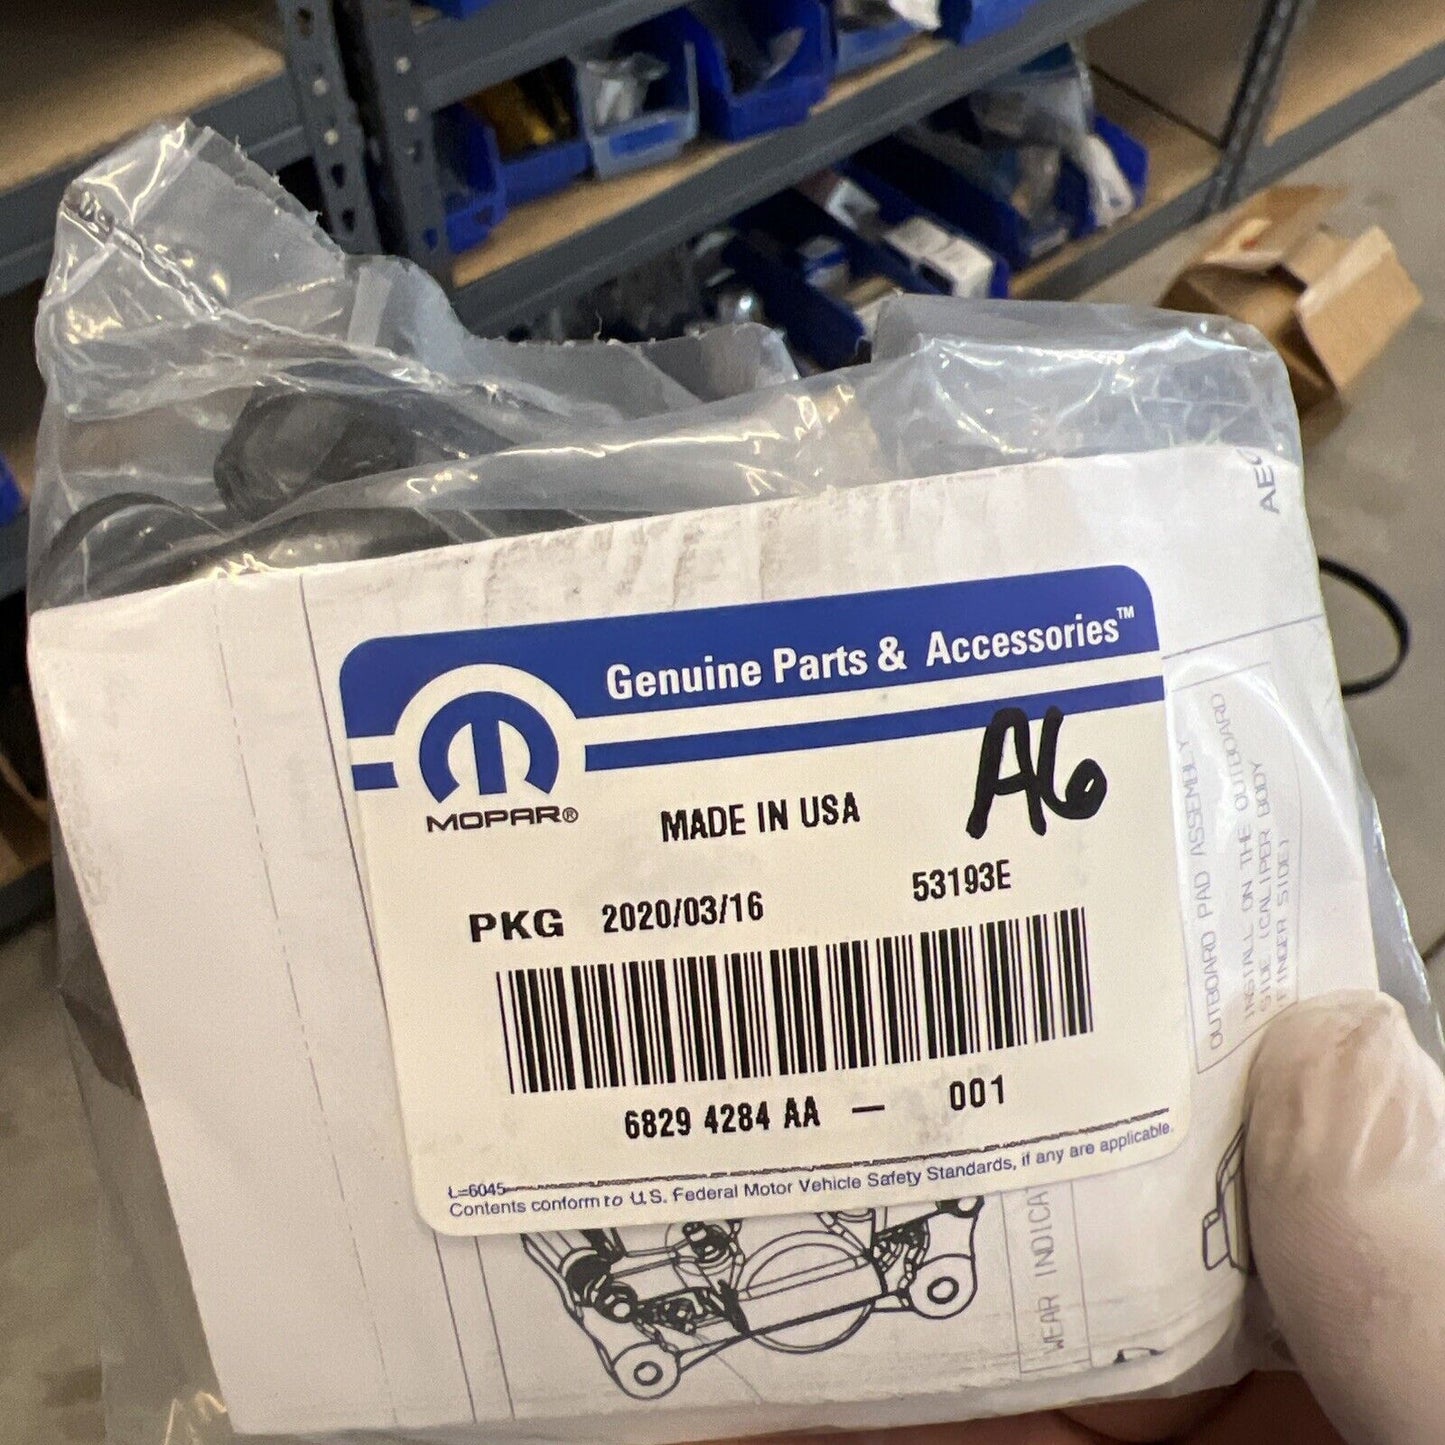 AEC
Genuine Parts & Accessories™
MOPAR®
A6
MADE IN USA
PKG 2020/03/16
53193E
6829 4284 AA — 001
L=6045
Contents conform to U.S. Federal Motor Vehicle Safety Standards, if any are applicable.
OUTBOARD PAD ASSEMBLY
INSTALL ON THE OUTBOARD
SIDE (CALIPER BODY
FINGER SIDE)
WEAR INDICAT